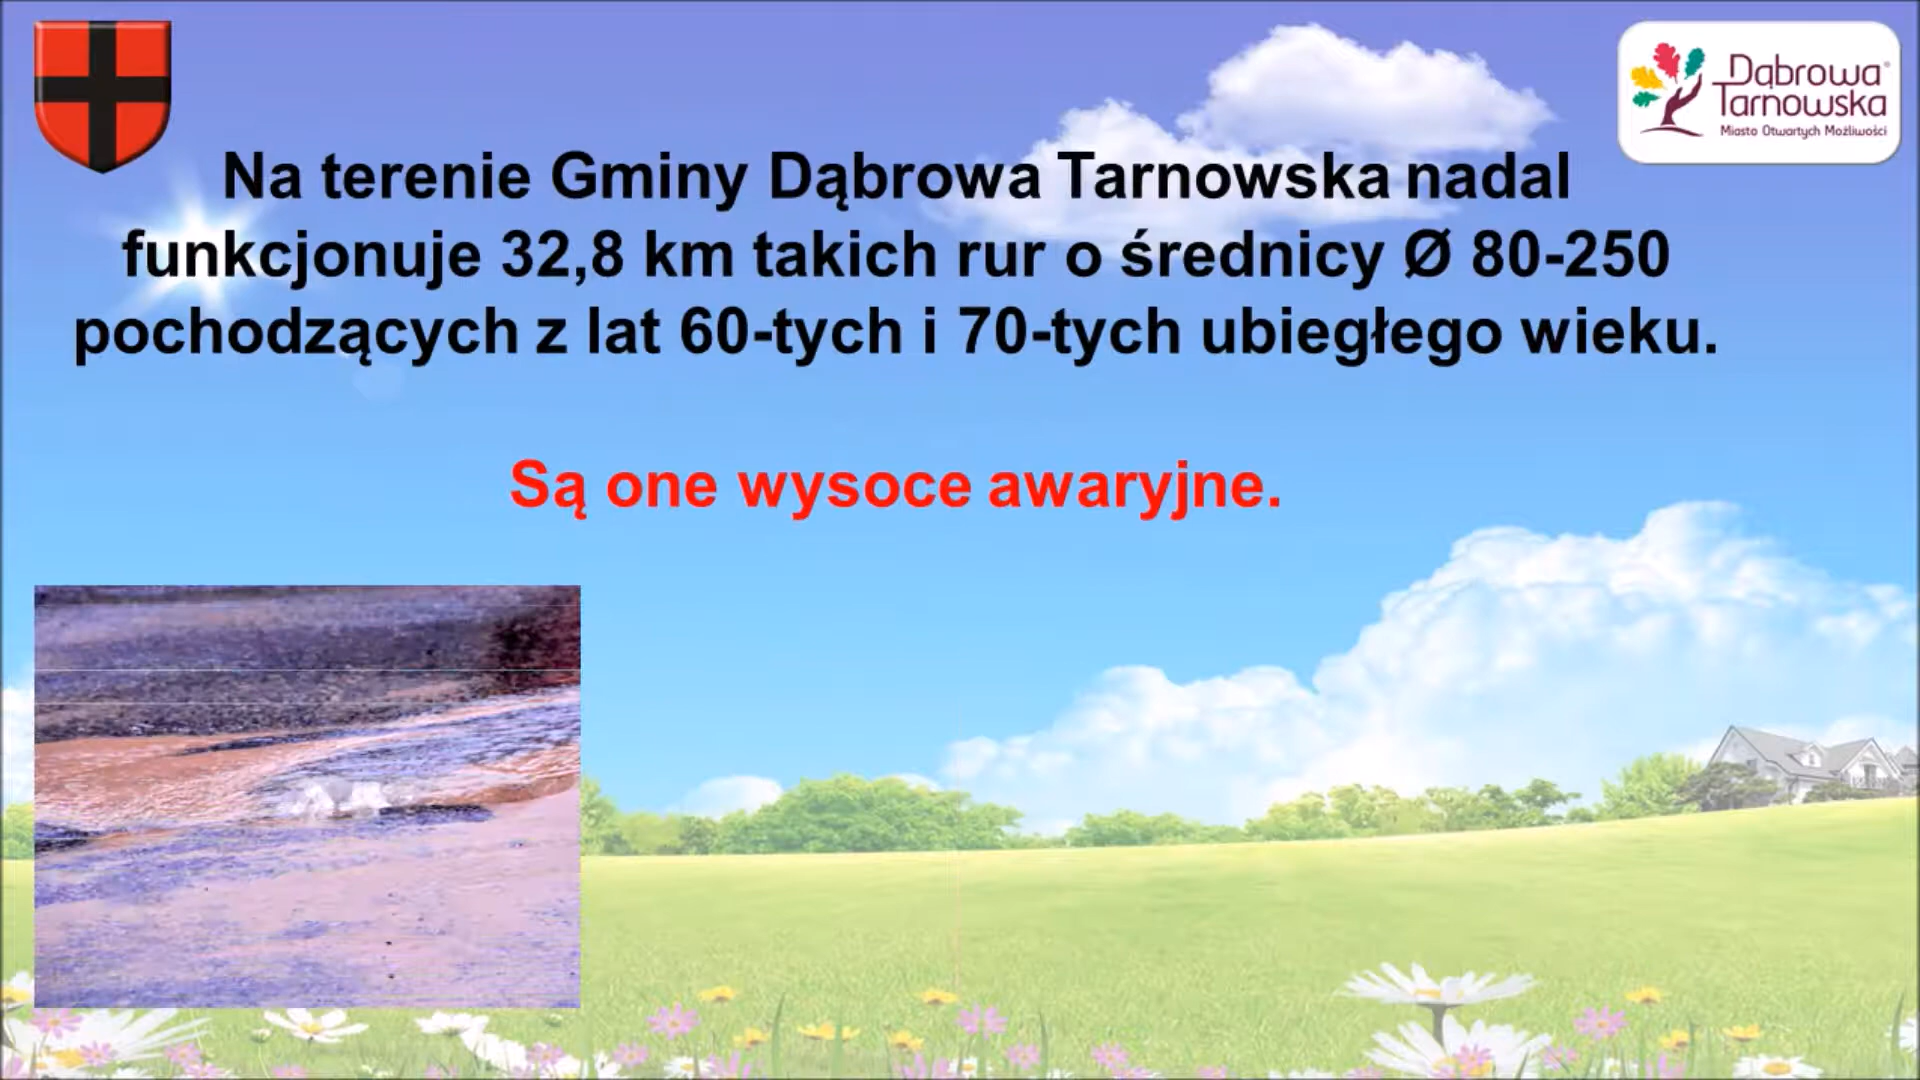 Dąbrowa
Tarnowska
Miasto Otwartych Możliwości
Na terenie Gminy Dąbrowa Tarnowska nadal
funkcjonuje 32,8 km takich rur o średnicy Ø 80-250
pochodzących z lat 60-tych i 70-tych ubiegłego wieku.
Są one wysoce awaryjne.